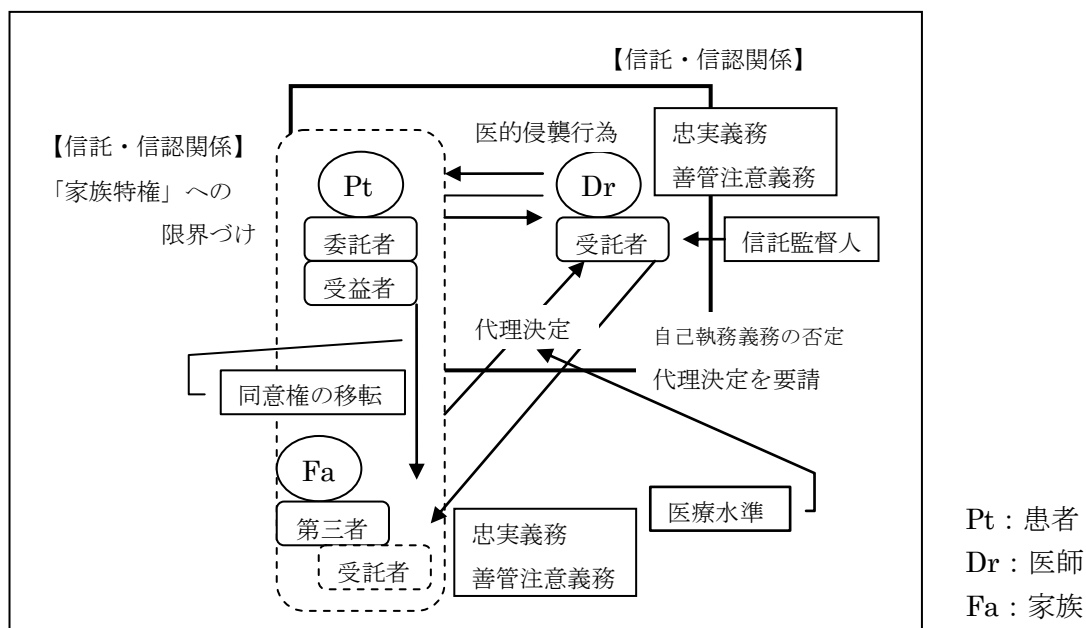 【信託・信認関係】
【信託・信認関係】
「家族特権」への
限界づけ
医的侵襲行為
忠実義務
善管注意義務
Pt
Dr
委託者
受益者
受託者
信託監督人
代理決定
自己執務義務の否定
代理決定を要請
同意権の移転
Fa
第三者
受託者
忠実義務
善管注意義務
医療水準
Pt：患者
Dr：医師
Fa：家族